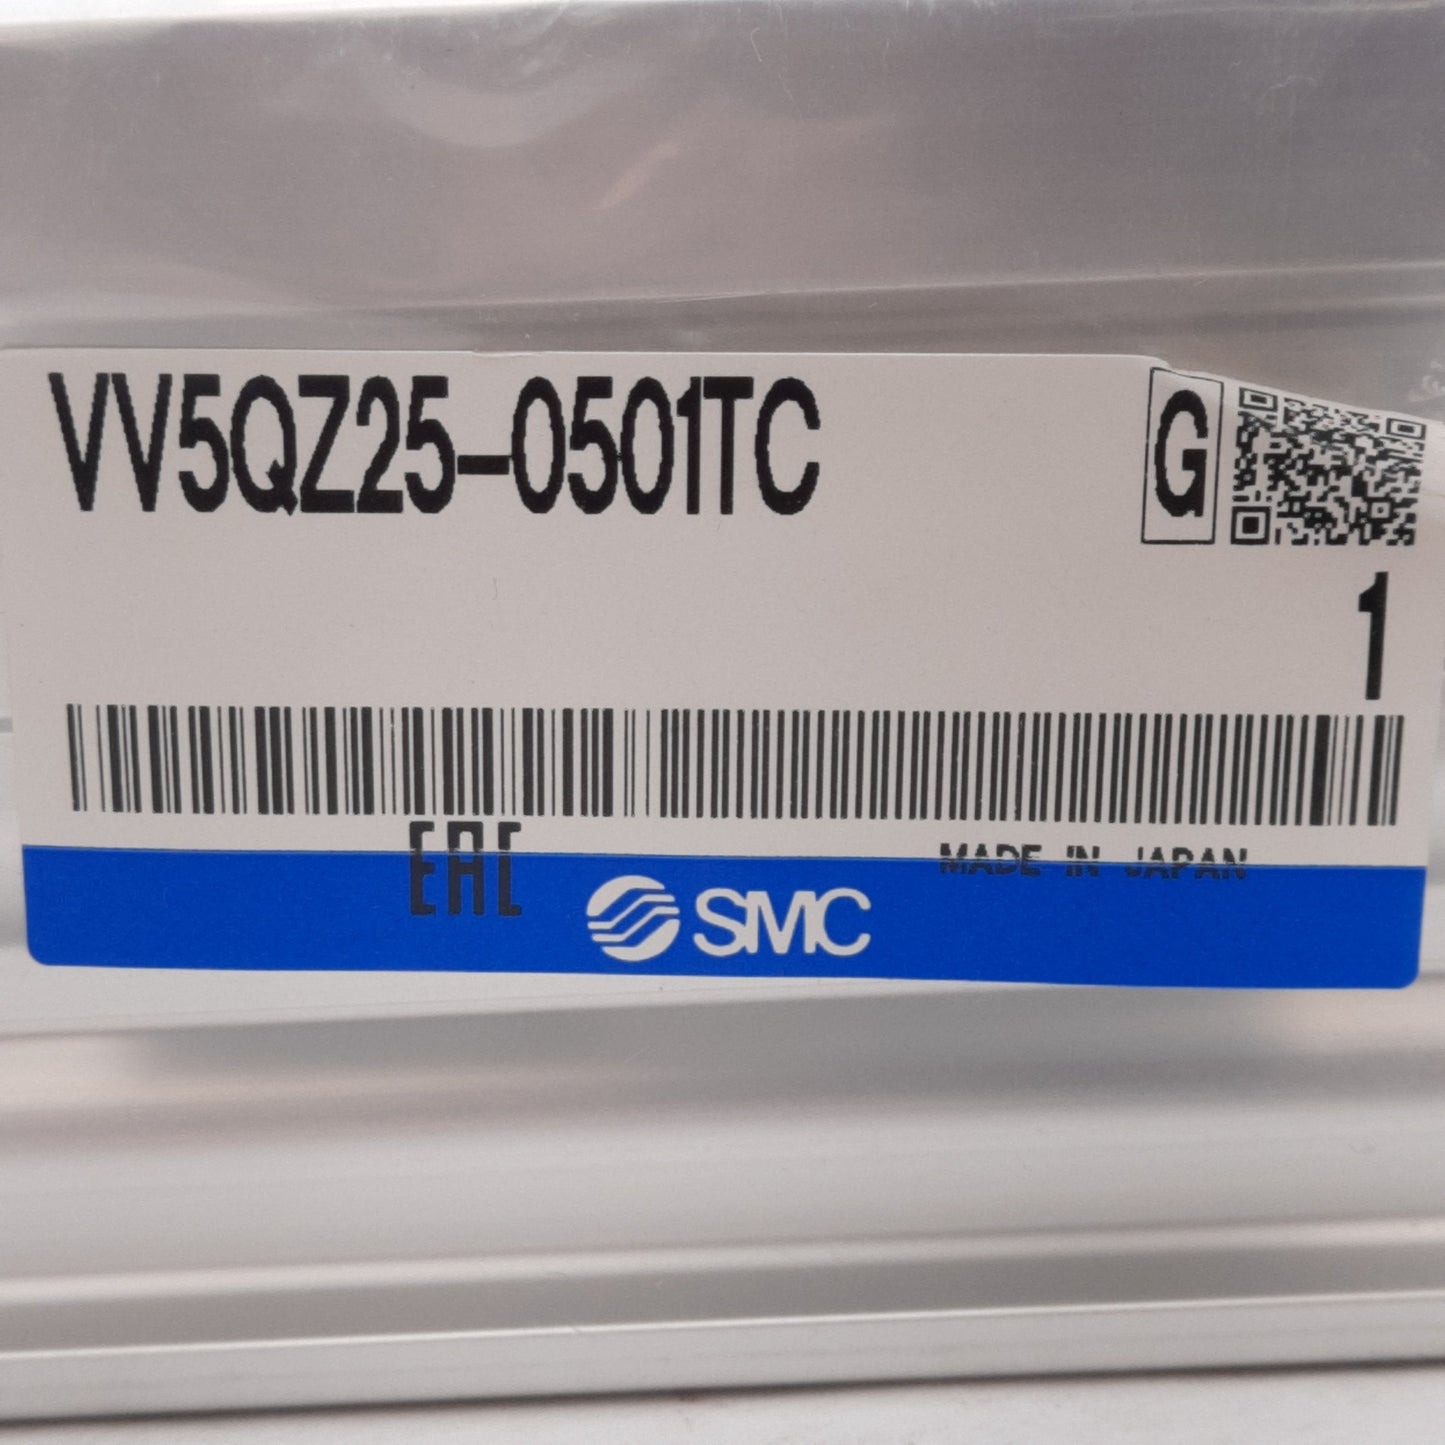 VV5QZ25-0501TC
G
1
EAC
MADE IN JAPAN
SMC